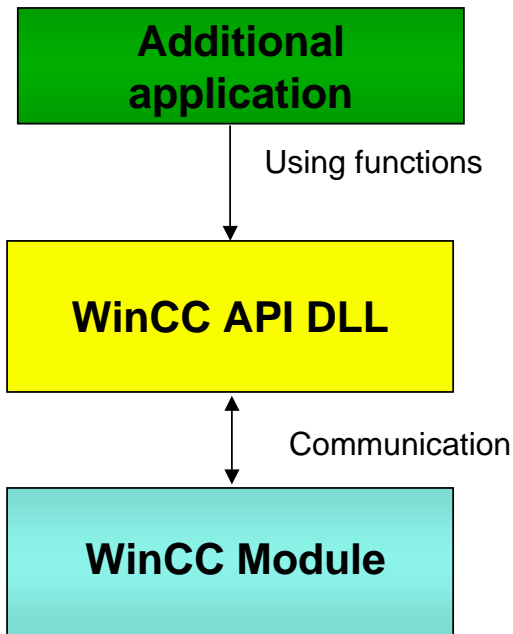 Additional
application
Using functions
WinCC API DLL
Communication
WinCC Module